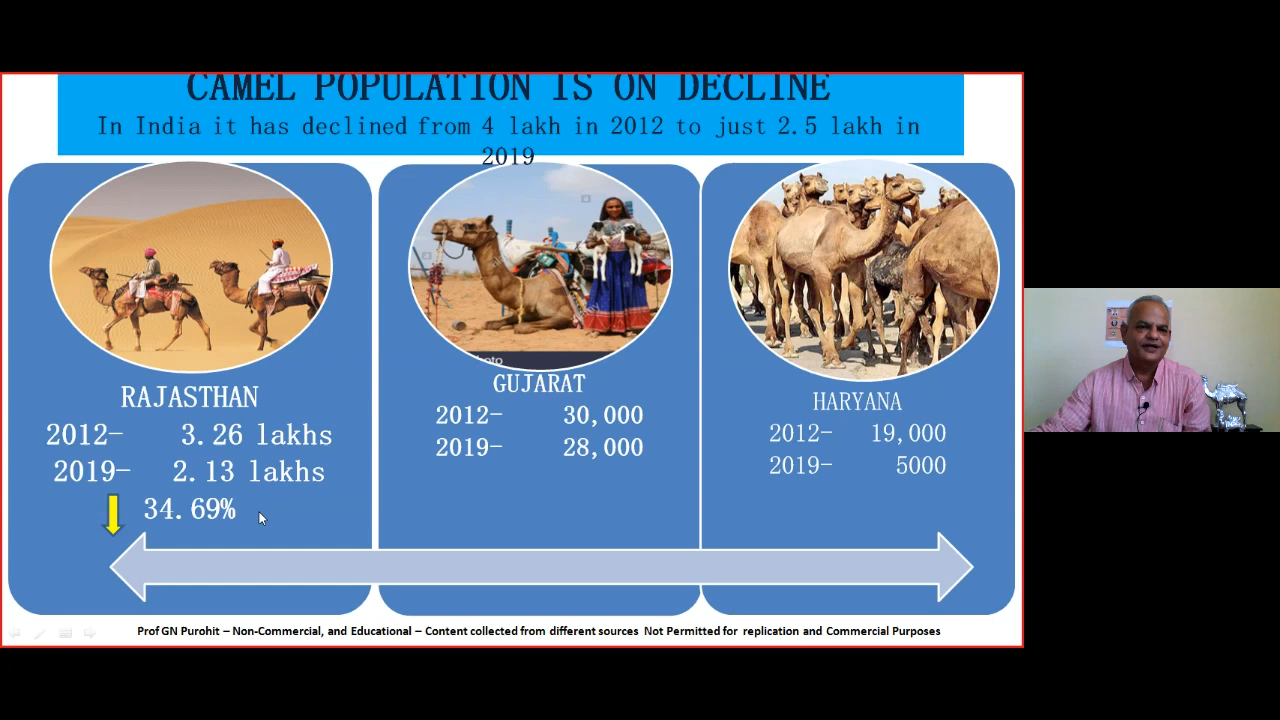 CAMEL POPULATION IS ON DECLINE
In India it has declined from 4 lakh in 2012 to just 2.5 lakh in
2019
RAJASTHAN
2012- 3.26 lakhs
2019- 2.13 lakhs
34.69%
GUJARAT
2012- 30,000
2019- 28,000
HARYANA
2012- 19,000
2019- 5000
Prof GN Purohit – Non-Commercial, and Educational – Content collected from different sources Not Permitted for replication and Commercial Purposes